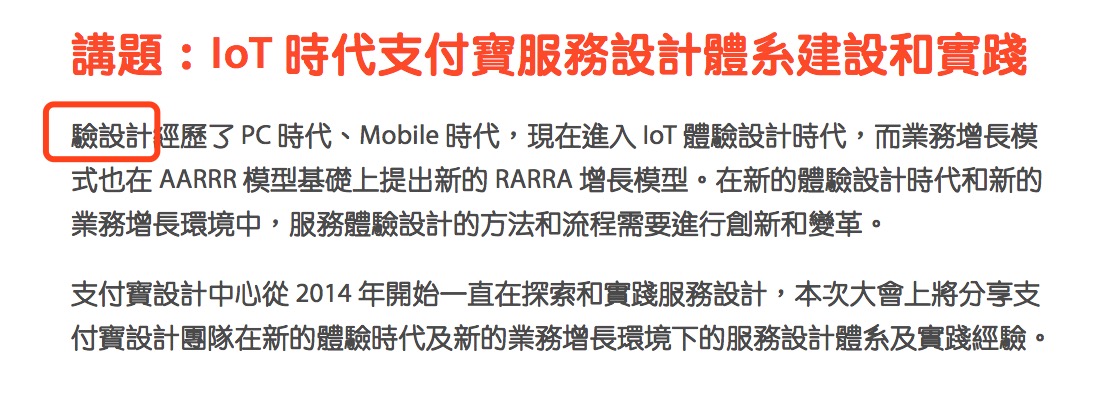 講題：IoT 時代支付寶服務設計體系建設和實踐
驗設計經歷了 PC 時代、Mobile 時代，現在進入 IoT 體驗設計時代，而業務增長模
式也在 AARRR 模型基礎上提出新的 RARRA 增長模型。在新的體驗設計時代和新的
業務增長環境中，服務體驗設計的方法和流程需要進行創新和變革。
支付寶設計中心從 2014 年開始一直在探索和實踐服務設計，本次大會上將分享支
付寶設計團隊在新的體驗時代及新的業務增長環境下的服務設計體系及實踐經驗。